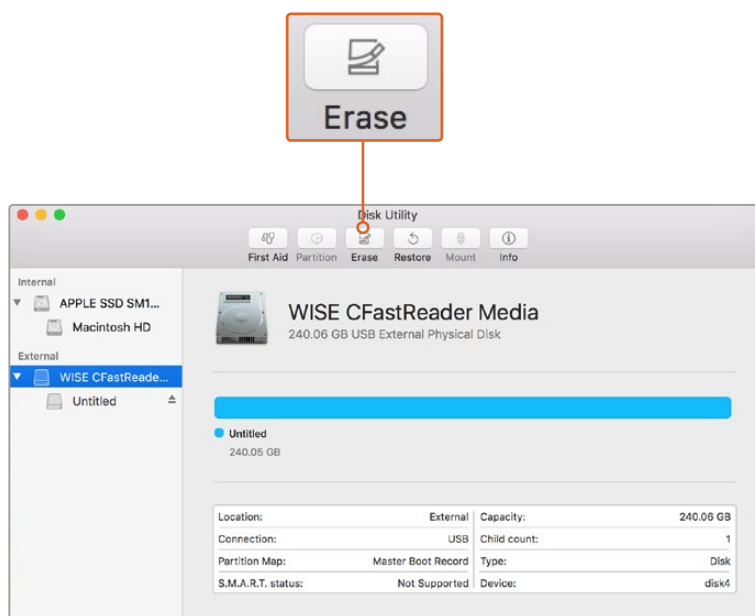 Erase
Disk Utility
First Aid Partition Erase Restore Mount Info
Internal
APPLE SSD SM1...
Macintosh HD
External
WISE CFastReade...
Untitled
WISE CFastReader Media
240.06 GB USB External Physical Disk
Untitled
240.05 GB
Location: External Capacity: 240.06 GB
Connection: USB Child count: 1
Partition Map: Master Boot Record Type: Disk
S.M.A.R.T. status: Not Supported Device: disk4